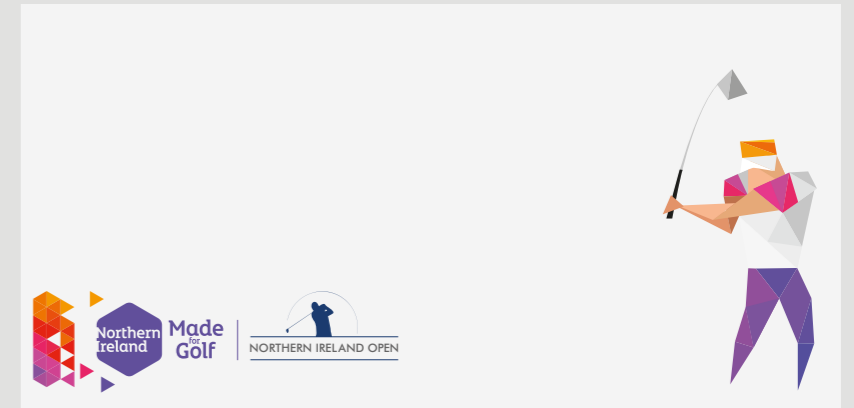 Northern
Ireland
Made
for
Golf
NORTHERN IRELAND OPEN